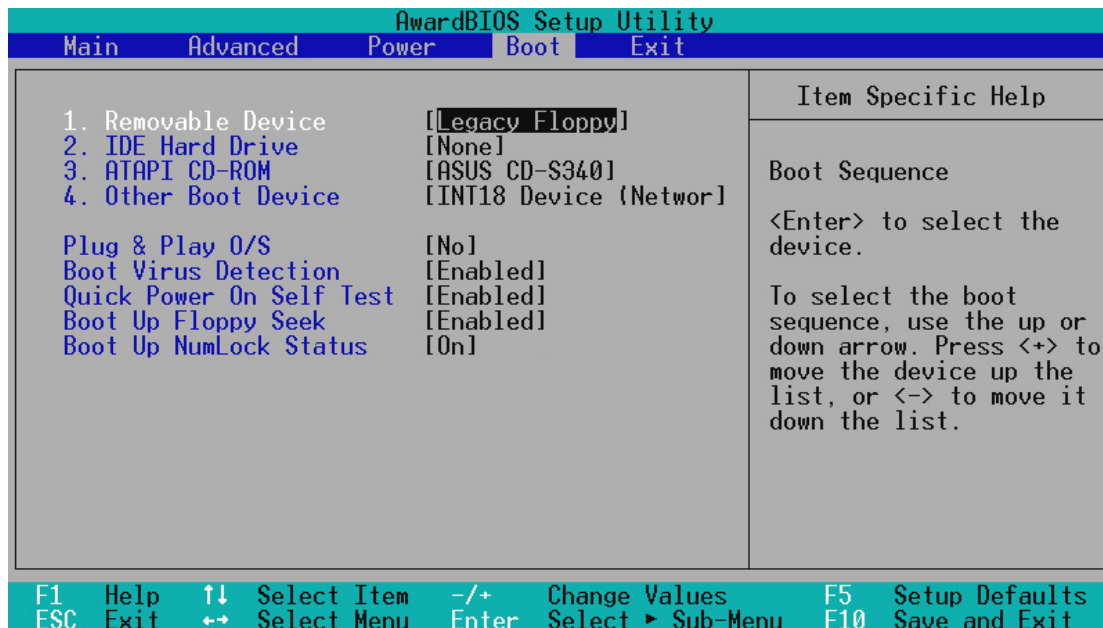 AwardBIOS Setup Utility
Main Advanced Power Boot Exit
1. Removable Device [Legacy Floppy]
2. IDE Hard Drive [None]
3. ATAPI CD-ROM [ASUS CD-S340]
4. Other Boot Device [INT18 Device (Networ]
Plug & Play O/S [No]
Boot Virus Detection [Enabled]
Quick Power On Self Test [Enabled]
Boot Up Floppy Seek [Enabled]
Boot Up NumLock Status [On]
Item Specific Help
Boot Sequence
<Enter> to select the
device.
To select the boot
sequence, use the up or
down arrow. Press <+> to
move the device up the
list, or <-> to move it
down the list.
F1 Help ↑↓ Select Item -/+ Change Values F5 Setup Defaults
ESC Exit ←→ Select Menu Enter Select ► Sub-Menu F10 Save and Exit